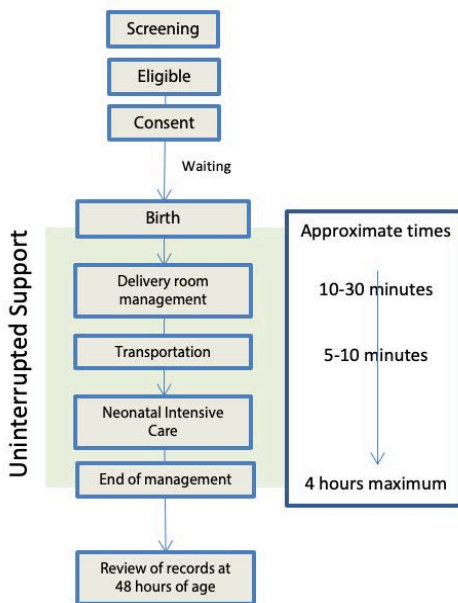 Screening
Eligible
Consent
Waiting
Birth
Approximate times
Uninterrupted Support
Delivery room
management
10-30 minutes
Transportation
5-10 minutes
Neonatal Intensive
Care
End of management
4 hours maximum
Review of records at
48 hours of age